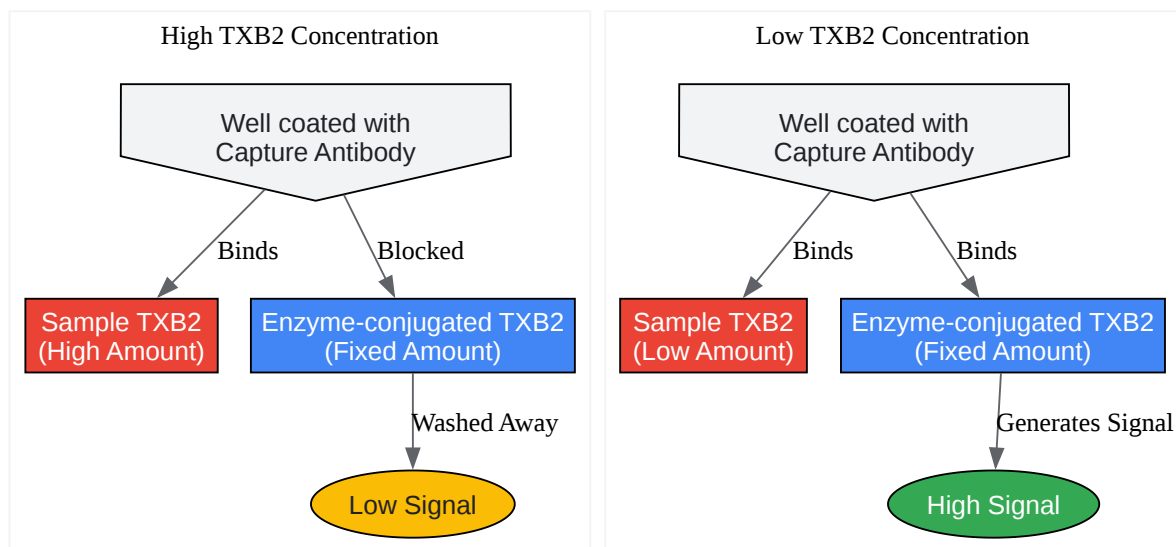 High TXB2 Concentration
Well coated with
Capture Antibody
Binds
Blocked
Sample TXB2
(High Amount)
Enzyme-conjugated TXB2
(Fixed Amount)
Washed Away
Low Signal
Low TXB2 Concentration
Well coated with
Capture Antibody
Binds
Binds
Sample TXB2
(Low Amount)
Enzyme-conjugated TXB2
(Fixed Amount)
Generates Signal
High Signal